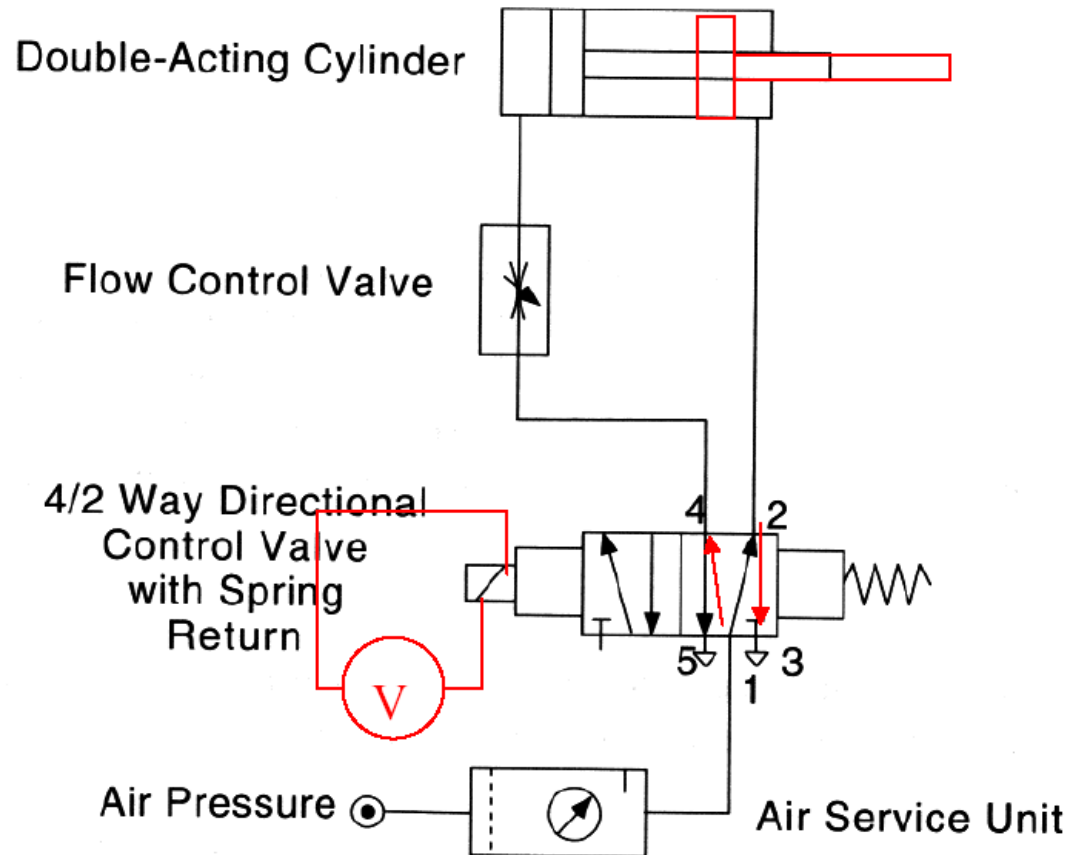 Double-Acting Cylinder
Flow Control Valve
4/2 Way Directional
Control Valve
with Spring
Return
4
2
5
3
1
V
Air Pressure
Air Service Unit